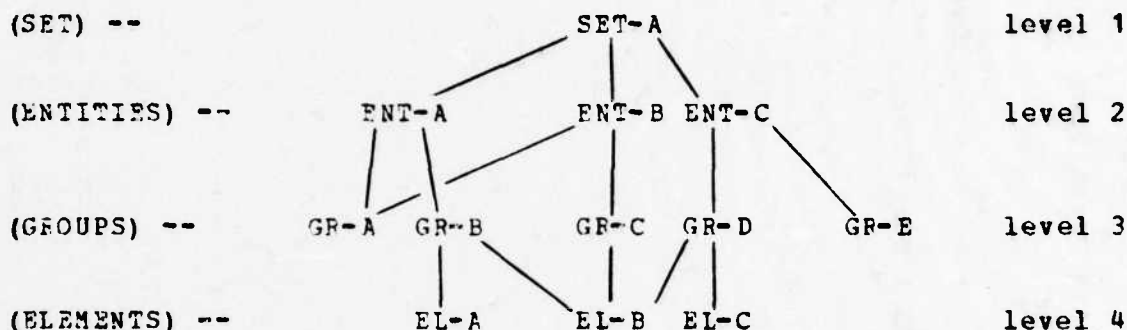 (SET) -- SET-A level 1
(ENTITIES) -- ENT-A ENT-B ENT-C level 2
(GROUPS) -- GR-A GR-B GR-C GR-D GR-E level 3
(ELEMENTS) -- EL-A EL-B EL-C level 4